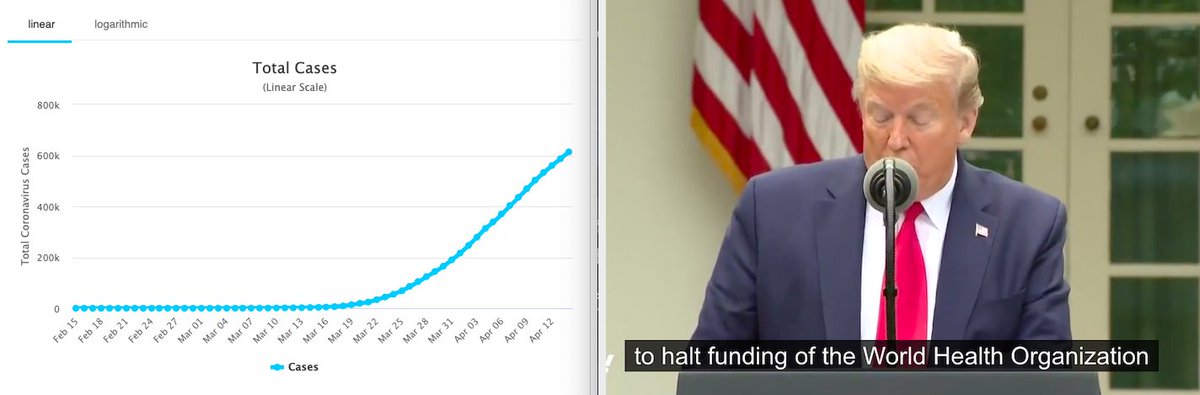 linear
logarithmic
Total Cases
(Linear Scale)
Total Coronavirus Cases
800k
600k
400k
200k
0
Feb 15
Feb 18
Feb 21
Feb 24
Feb 27
Mar 01
Mar 04
Mar 07
Mar 10
Mar 13
Mar 16
Mar 19
Mar 22
Mar 25
Mar 28
Mar 31
Apr 03
Apr 06
Apr 09
Apr 12
Cases
to halt funding of the World Health Organization